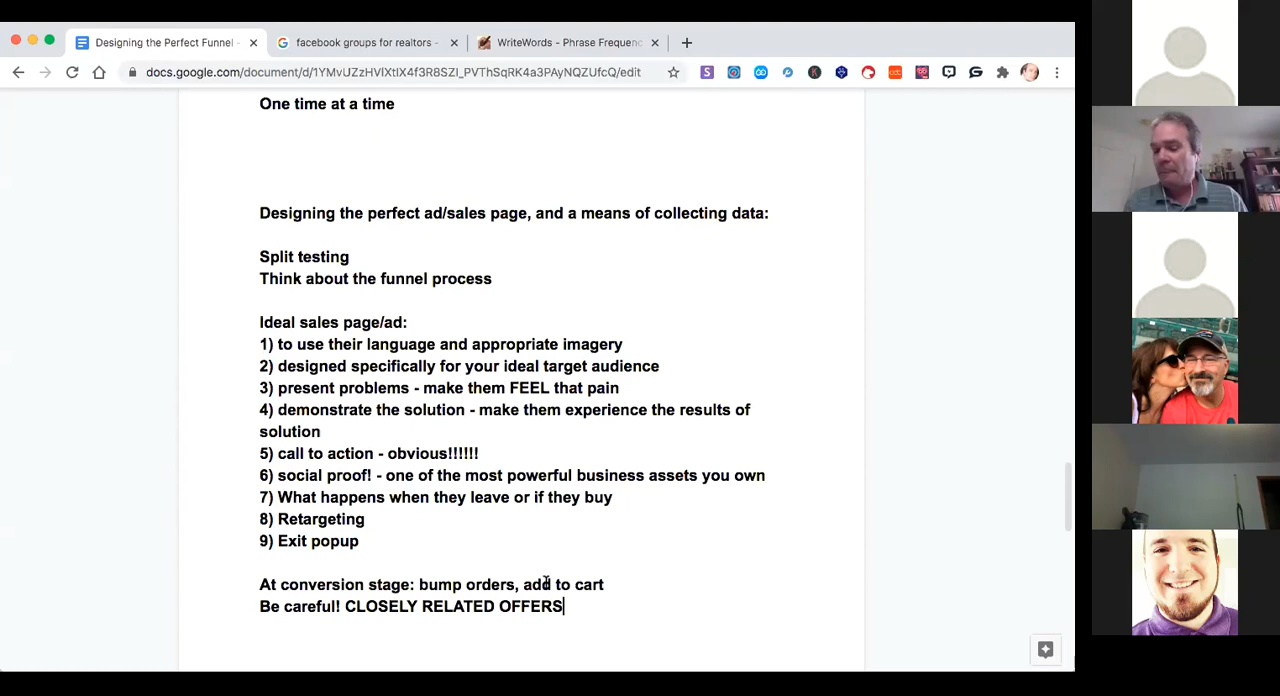 Designing the Perfect Funnel -
facebook groups for realtors -
WriteWords - Phrase Frequenc
docs.google.com/document/d/1YMvUZzHVIXtIX4f3R8SZI_PVThSqRK4a3PAyNQZUfcQ/edit
One time at a time
Designing the perfect ad/sales page, and a means of collecting data:
Split testing
Think about the funnel process
Ideal sales page/ad:
1) to use their language and appropriate imagery
2) designed specifically for your ideal target audience
3) present problems - make them FEEL that pain
4) demonstrate the solution - make them experience the results of
solution
5) call to action - obvious!!!!!!
6) social proof! - one of the most powerful business assets you own
7) What happens when they leave or if they buy
8) Retargeting
9) Exit popup
At conversion stage: bump orders, add to cart
Be careful! CLOSELY RELATED OFFERS